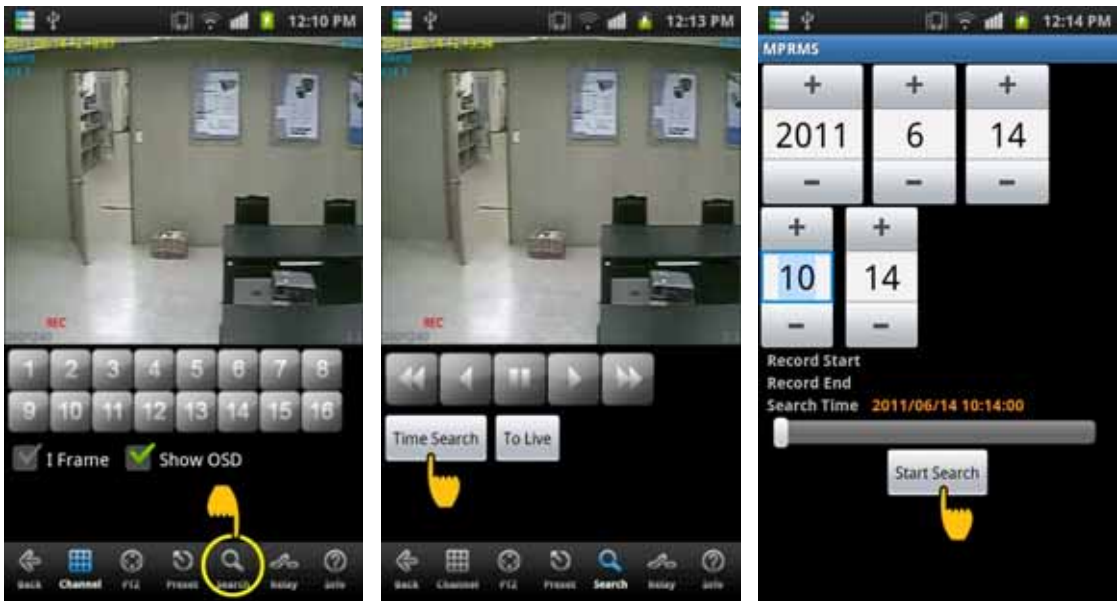 12:10 PM
REC
1 2 3 4 5 6 7 8
9 10 11 12 13 14 15 16
I Frame Show OSD
Back Channel PTZ Preset Search Relay Info
12:13 PM
REC
Time Search To Live
Back Channel PTZ Preset Search Relay Info
12:14 PM
MPRMS
+ + +
2011 6 14
- - -
+ +
10 14
- -
Record Start
Record End
Search Time 2011/06/14 10:14:00
Start Search